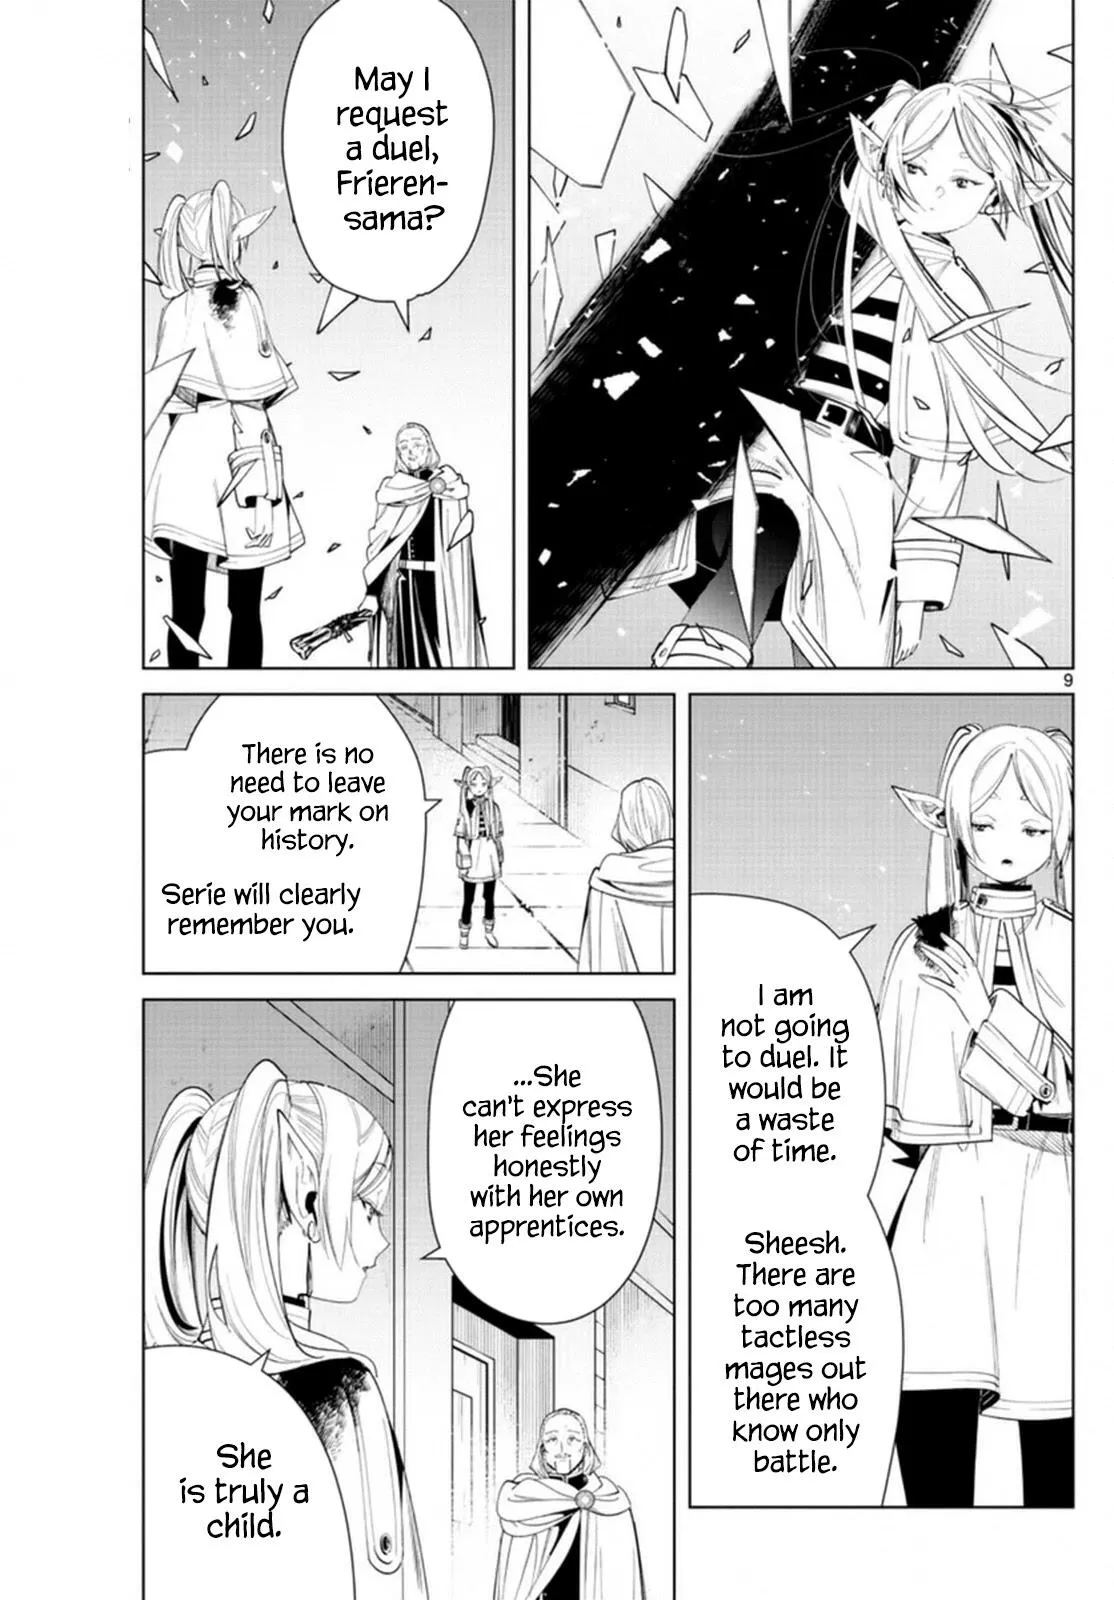 May I
request
a duel,
Frieren-
sama?
9
I am
not going
to duel. It
would be
a waste
of time.
Sheesh.
There are
too many
tactless
mages out
there who
know only
battle.
There is no
need to leave
your mark on
history.
Serie will clearly
remember you.
...She
can't express
her feelings
honestly
with her own
apprentices.
She
is truly a
child.